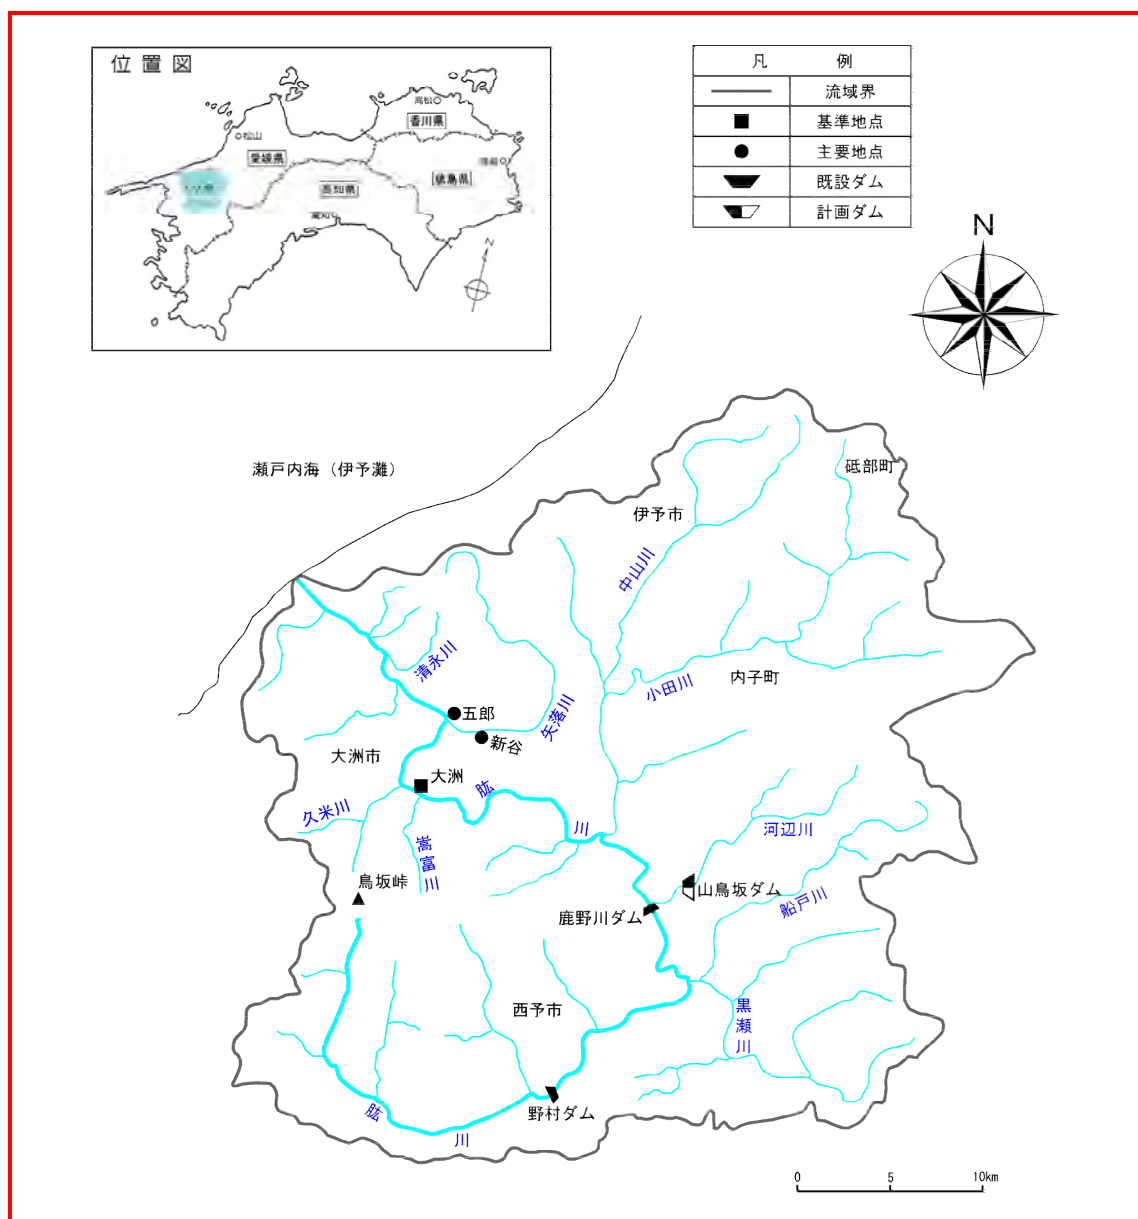 位置図
高松
香川県
松山
愛媛県
徳島県
高知県
高知
N
凡例
流域界
基準地点
主要地点
既設ダム
計画ダム
N
瀬戸内海（伊予灘）
砥部町
伊予市
中山川
清永川
小田川
内子町
矢落川
五郎
新谷
大洲市
大洲
肱
川
久米川
嵩富川
河辺川
鳥坂峠
山鳥坂ダム
船戸川
鹿野川ダム
西予市
黒瀬川
野村ダム
肱
川
0 5 10km